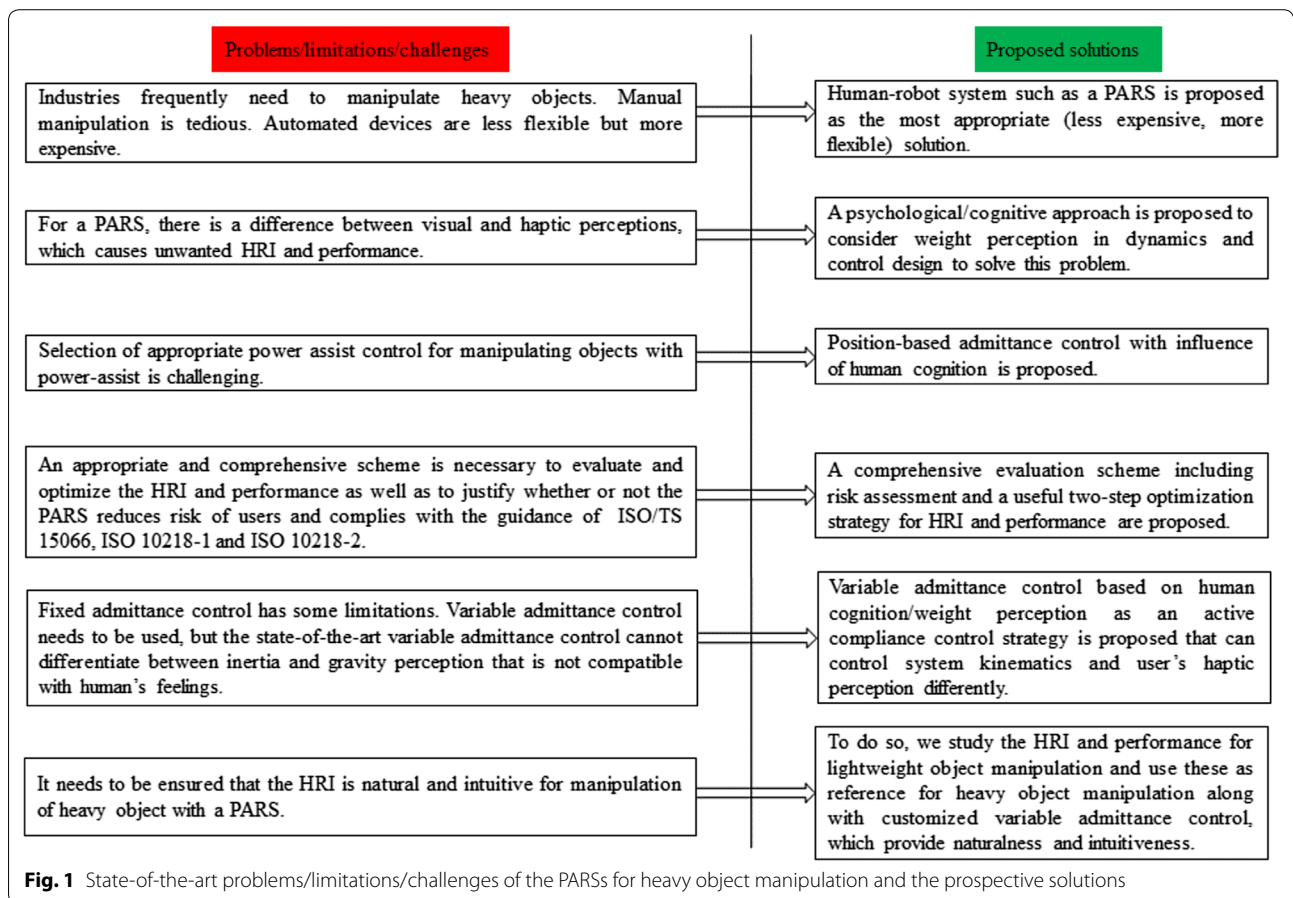 Problems/limitations/challenges
Proposed solutions
Industries frequently need to manipulate heavy objects. Manual
manipulation is tedious. Automated devices are less flexible but more
expensive.
Human-robot system such as a PARS is proposed
as the most appropriate (less expensive, more
flexible) solution.
For a PARS, there is a difference between visual and haptic perceptions,
which causes unwanted HRI and performance.
A psychological/cognitive approach is proposed to
consider weight perception in dynamics and
control design to solve this problem.
Selection of appropriate power assist control for manipulating objects with
power-assist is challenging.
Position-based admittance control with influence
of human cognition is proposed.
An appropriate and comprehensive scheme is necessary to evaluate and
optimize the HRI and performance as well as to justify whether or not the
PARS reduces risk of users and complies with the guidance of ISO/TS
15066, ISO 10218-1 and ISO 10218-2.
A comprehensive evaluation scheme including
risk assessment and a useful two-step optimization
strategy for HRI and performance are proposed.
Fixed admittance control has some limitations. Variable admittance control
needs to be used, but the state-of-the-art variable admittance control cannot
differentiate between inertia and gravity perception that is not compatible
with human's feelings.
Variable admittance control based on human
cognition/weight perception as an active
compliance control strategy is proposed that can
control system kinematics and user's haptic
perception differently.
It needs to be ensured that the HRI is natural and intuitive for manipulation
of heavy object with a PARS.
To do so, we study the HRI and performance for
lightweight object manipulation and use these as
reference for heavy object manipulation along
with customized variable admittance control,
which provide naturalness and intuitiveness.
Fig. 1 State-of-the-art problems/limitations/challenges of the PARSs for heavy object manipulation and the prospective solutions